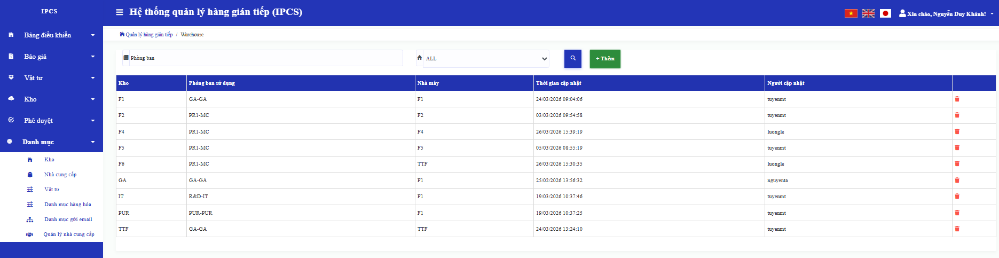 IPCS
Hệ thống quản lý hàng gián tiếp (IPCS)
Xin chào, Nguyễn Duy Khánh!
Bảng điều khiển
Báo giá
Vật tư
Kho
Phê duyệt
Danh mục
Kho
Nhà cung cấp
Vật tư
Danh mục hàng hóa
Danh mục gửi email
Quản lý nhà cung cấp
Quản lý hàng gián tiếp / Warehouse
Phòng ban ALL + Thêm
Kho Phòng ban sử dụng Nhà máy Thời gian cập nhật Người cập nhật
F1 GA-GA F1 24/03/2026 09:04:06 tuyenmt
F2 PR1-MC F2 03/03/2026 09:54:58 tuyenmt
F4 PR1-MC F4 26/03/2026 15:39:19 luongle
F5 PR1-MC F5 05/03/2026 08:55:19 tuyenmt
F6 PR1-MC TTF 26/03/2026 15:30:35 luongle
GA GA-GA F1 25/02/2026 13:56:32 nguyenta
IT R&D-IT F1 19/03/2026 10:37:46 tuyenmt
PUR PUR-PUR F1 19/03/2026 10:37:25 tuyenmt
TTF GA-GA TTF 24/03/2026 13:24:10 tuyenmt